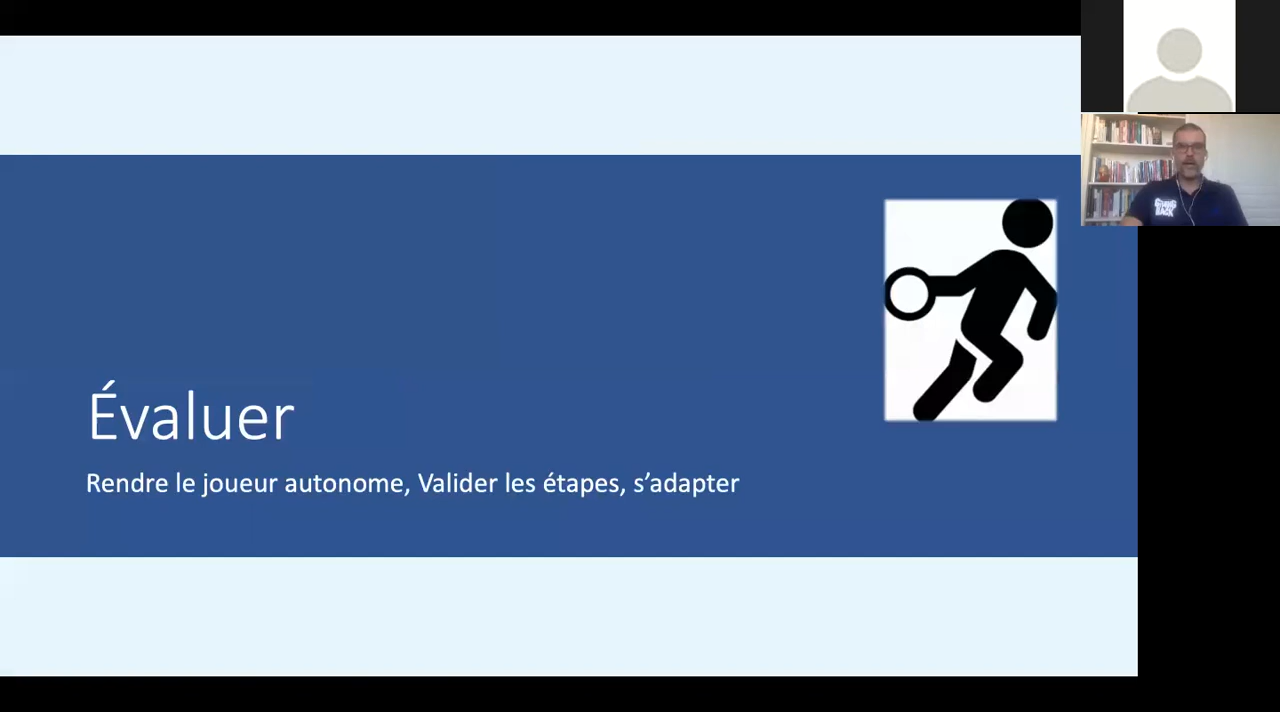 Évaluer
Rendre le joueur autonome, Valider les étapes, s’adapter